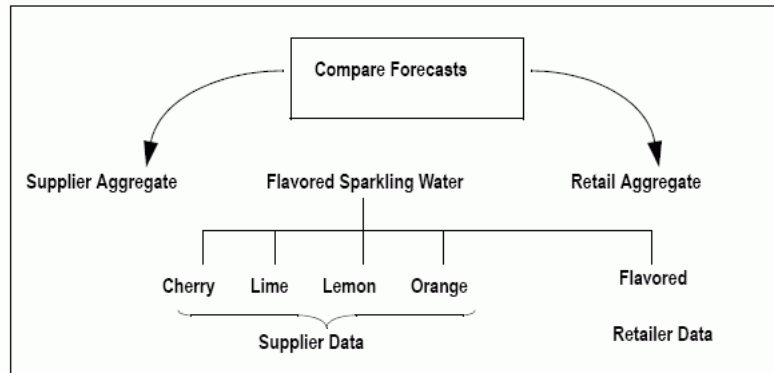 Compare Forecasts
Supplier Aggregate
Flavored Sparkling Water
Retail Aggregate
Cherry
Lime
Lemon
Orange
Flavored
Supplier Data
Retailer Data